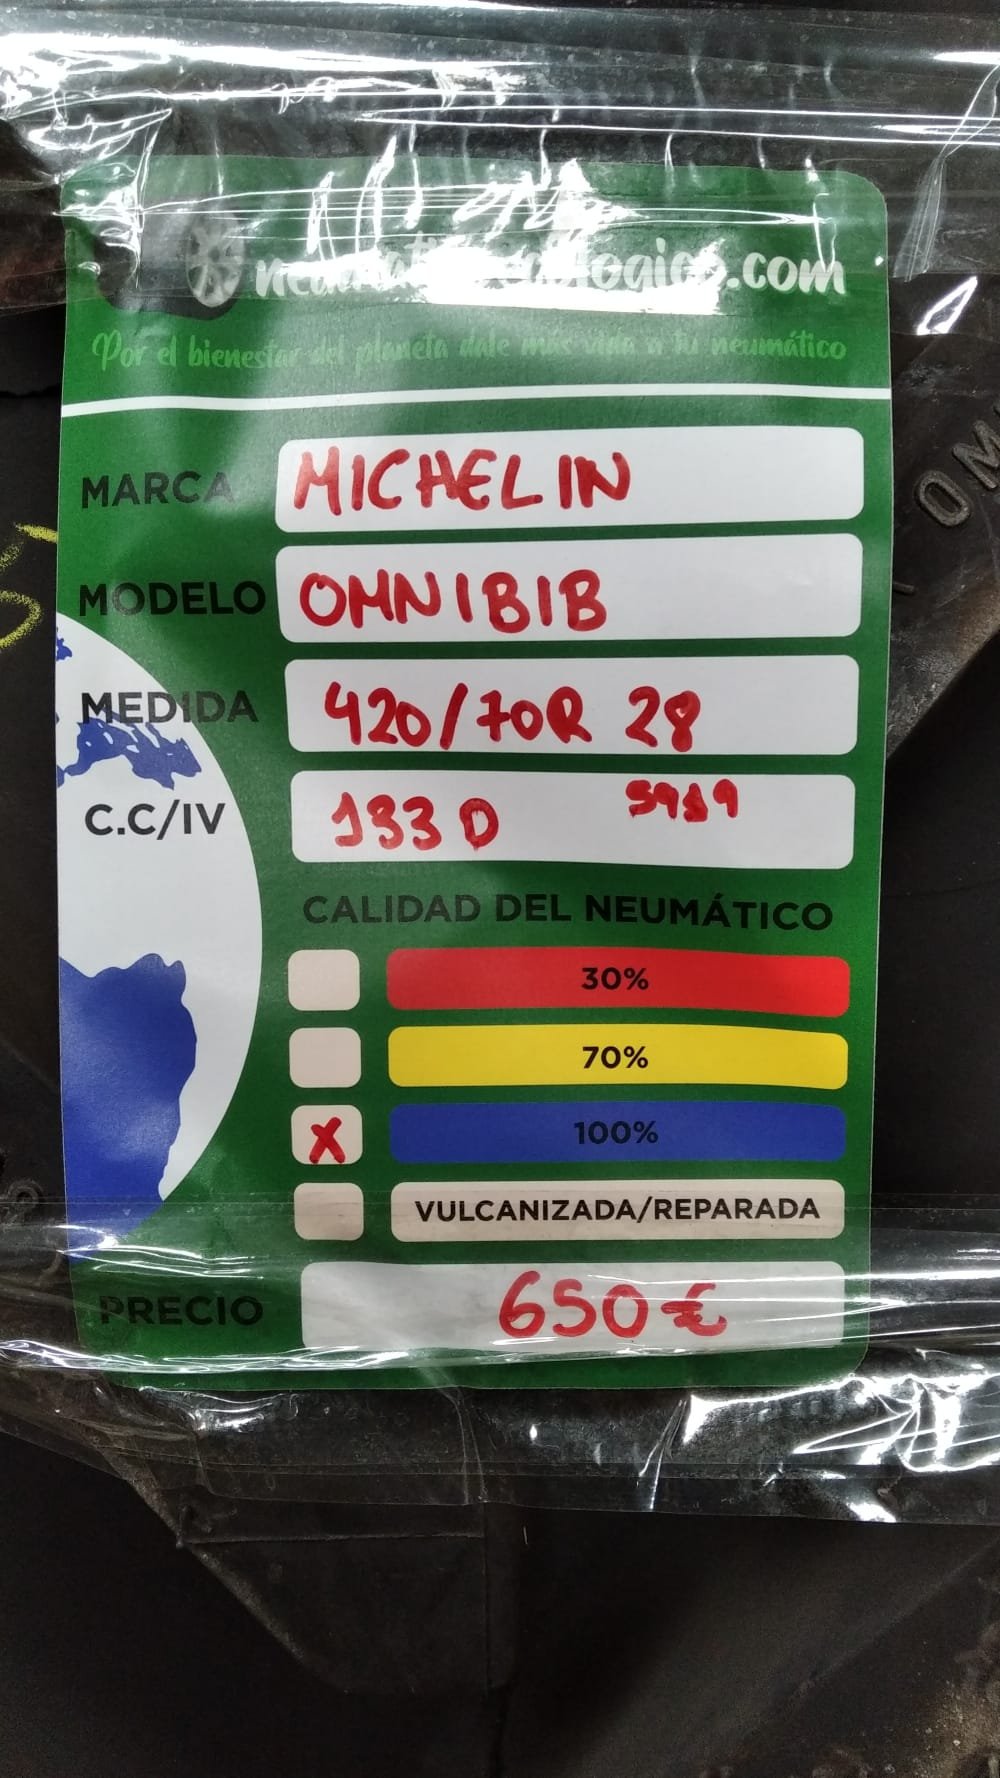 .com
Por el bienestar del planeta dale más vida a tu neumático
MARCA MICHELIN
MODELO OMNIBIB
MEDIDA 420/70R 28
C.C/IV 133 D
CALIDAD DEL NEUMÁTICO
30%
70%
X 100%
VULCANIZADA/REPARADA
PRECIO 650€
OM